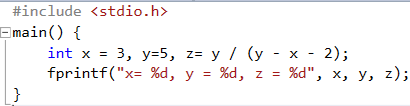 #include <stdio.h>
main() {
    int x = 3, y=5, z= y / (y - x - 2);
    fprintf("x= %d, y = %d, z = %d", x, y, z);
}